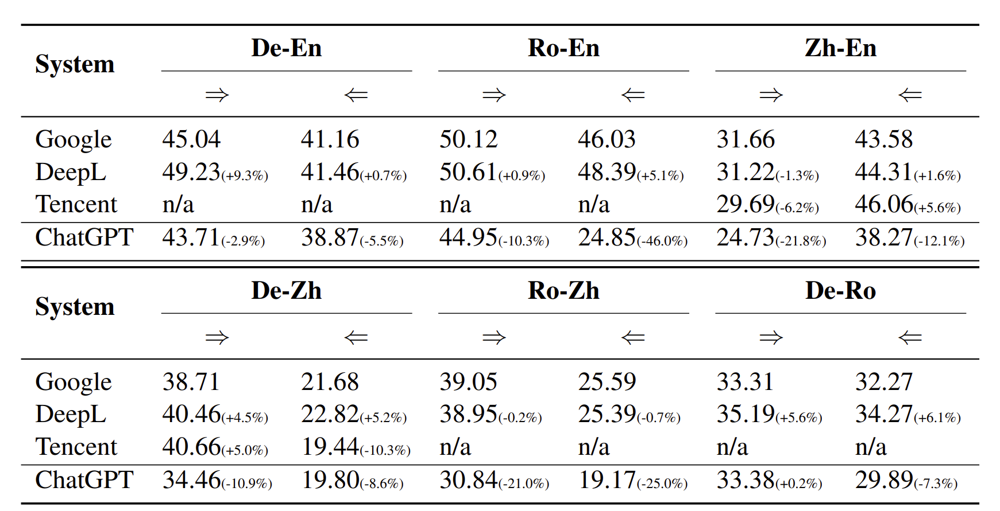 System De-En Ro-En Zh-En
⇒ ⇐ ⇒ ⇐ ⇒ ⇐
Google 45.04 41.16 50.12 46.03 31.66 43.58
DeepL 49.23(+9.3%) 41.46(+0.7%) 50.61(+0.9%) 48.39(+5.1%) 31.22(-1.3%) 44.31(+1.6%)
Tencent n/a n/a n/a n/a 29.69(-6.2%) 46.06(+5.6%)
ChatGPT 43.71(-2.9%) 38.87(-5.5%) 44.95(-10.3%) 24.85(-46.0%) 24.73(-21.8%) 38.27(-12.1%)
System De-Zh Ro-Zh De-Ro
⇒ ⇐ ⇒ ⇐ ⇒ ⇐
Google 38.71 21.68 39.05 25.59 33.31 32.27
DeepL 40.46(+4.5%) 22.82(+5.2%) 38.95(-0.2%) 25.39(-0.7%) 35.19(+5.6%) 34.27(+6.1%)
Tencent 40.66(+5.0%) 19.44(-10.3%) n/a n/a n/a n/a
ChatGPT 34.46(-10.9%) 19.80(-8.6%) 30.84(-21.0%) 19.17(-25.0%) 33.38(+0.2%) 29.89(-7.3%)